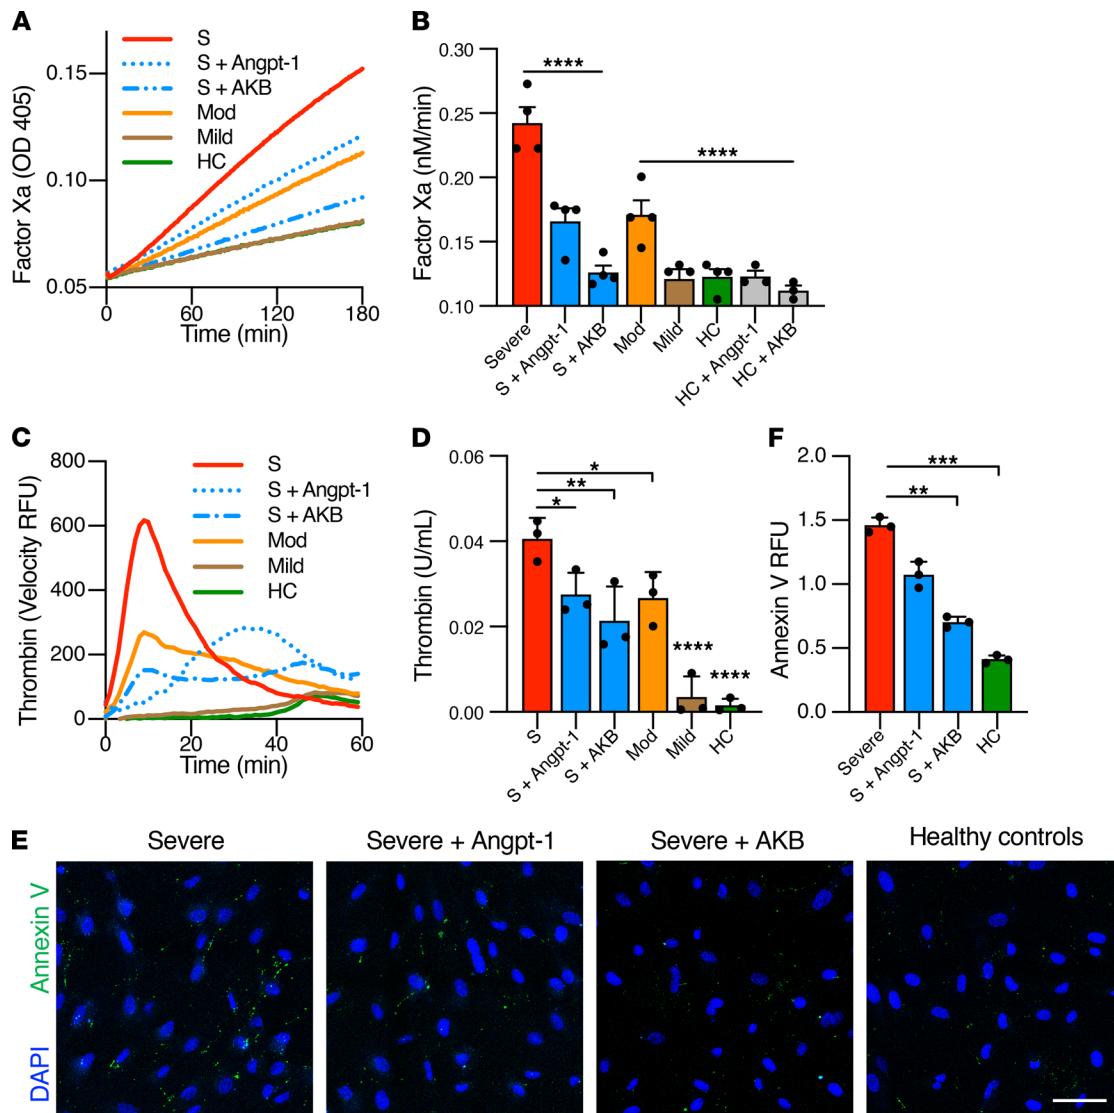 A
S
S + Angpt-1
S + AKB
Mod
Mild
HC
Factor Xa (OD 405)
0.15
0.10
0.05
0
60
120
180
Time (min)
B
Factor Xa (nM/min)
0.30
0.25
0.20
0.15
0.10
****
****
Severe
S + Angpt-1
S + AKB
Mod
Mild
HC
HC + Angpt-1
HC + AKB
C
Thrombin (Velocity RFU)
800
600
400
200
0
S
S + Angpt-1
S + AKB
Mod
Mild
HC
0
20
40
60
Time (min)
D
Thrombin (U/mL)
0.06
0.04
0.02
0.00
*
**
*
****
****
S
S + Angpt-1
S + AKB
Mod
Mild
HC
F
Annexin V RFU
2.0
1.5
1.0
0.5
0.0
***
**
Severe
S + Angpt-1
S + AKB
HC
E
Severe
Severe + Angpt-1
Severe + AKB
Healthy controls
Annexin V
DAPI